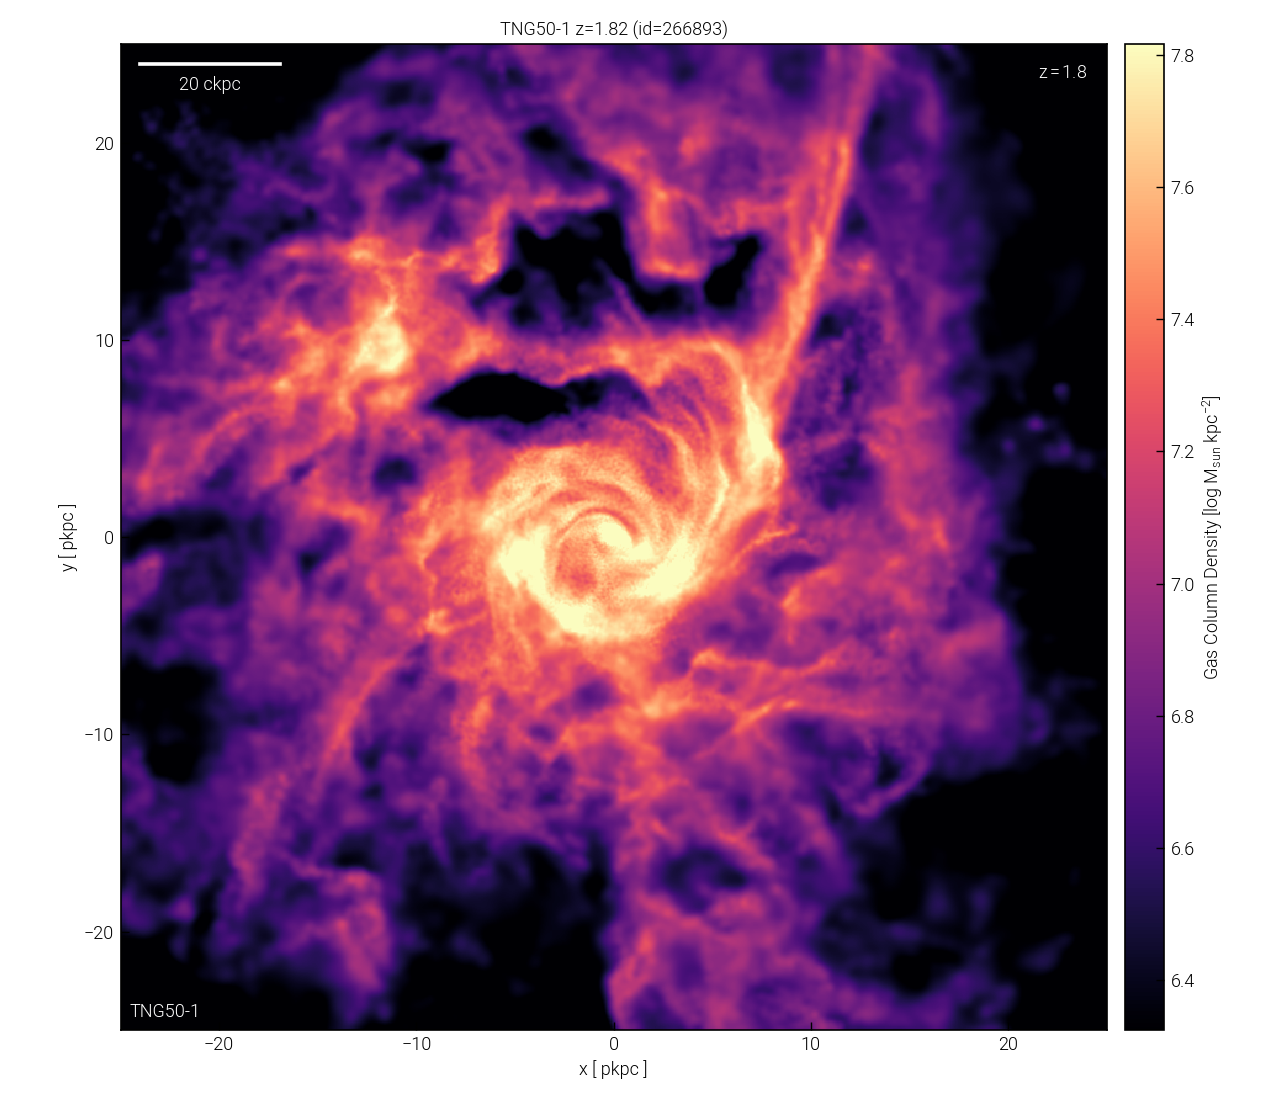 TNG50-1 z=1.82 (id=266893)
20 ckpc
z = 1.8
TNG50-1
20
10
0
−10
−20
y [ pkpc ]
−20
−10
0
10
20
x [ pkpc ]
7.8
7.6
7.4
7.2
7.0
6.8
6.6
6.4
Gas Column Density [log M_sun kpc^−2]